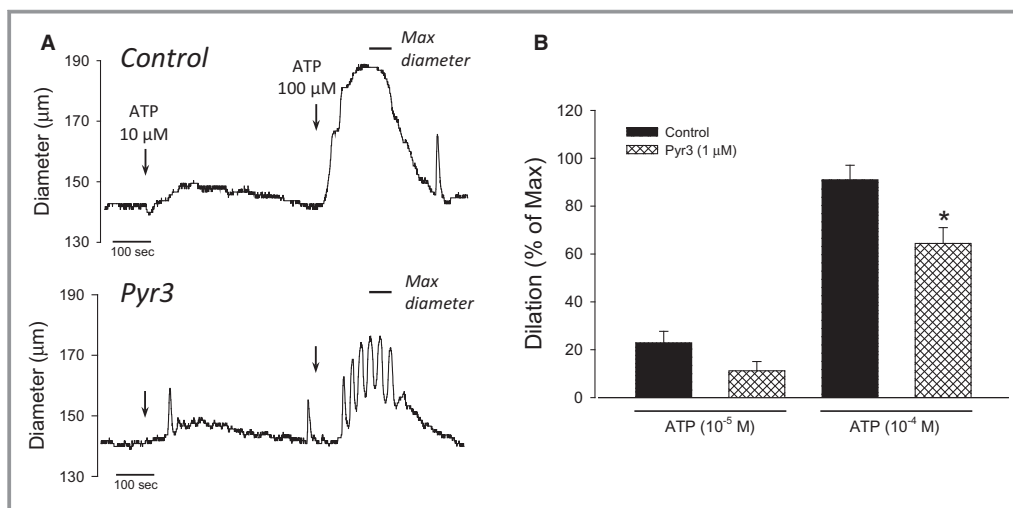 A
Control
Max
diameter
190
170
150
130
Diameter (μm)
ATP
10 μM
ATP
100 μM
100 sec
Pyr3
Max
diameter
190
170
150
130
Diameter (μm)
100 sec
B
120
100
80
60
40
20
0
Dilation (% of Max)
Control
Pyr3 (1 μM)
*
ATP (10⁻⁵ M)
ATP (10⁻⁴ M)